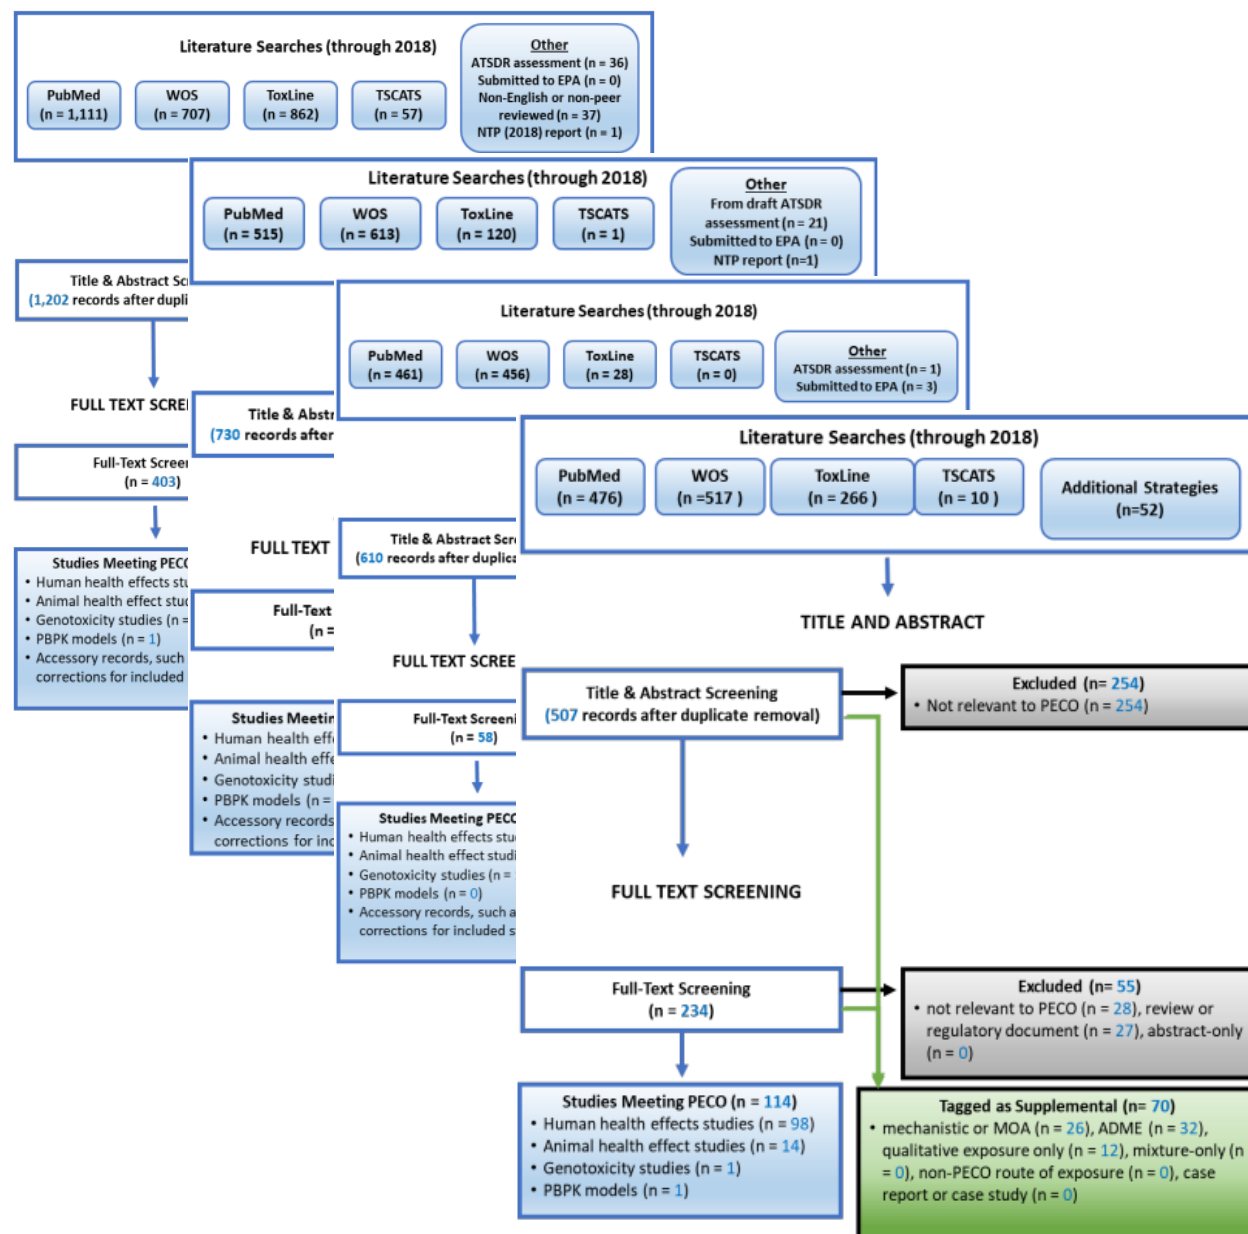 Literature Searches (through 2018)
PubMed
(n = 1,111)
WOS
(n = 707)
ToxLine
(n = 862)
TSCATS
(n = 57)
Other
ATSDR assessment (n = 36)
Submitted to EPA (n = 0)
Non-English or non-peer
reviewed (n = 37)
NTP (2018) report (n = 1)
Title & Abstract Scr
(1,202 records after dupli
FULL TEXT SCREE
Full-Text Screen
(n = 403)
Studies Meeting PECO
• Human health effects stu
• Animal health effect stud
• Genotoxicity studies (n =
• PBPK models (n = 1)
• Accessory records, such
corrections for included
Literature Searches (through 2018)
PubMed
(n = 515)
WOS
(n = 613)
ToxLine
(n = 120)
TSCATS
(n = 1)
Other
From draft ATSDR
assessment (n = 21)
Submitted to EPA (n = 0)
NTP report (n=1)
Title & Abstr
(730 records after
FULL TEXT
Full-Text
(n =
Studies Meetin
• Human health effe
• Animal health effe
• Genotoxicity studi
• PBPK models (n =
• Accessory records
corrections for inc
Literature Searches (through 2018)
PubMed
(n = 461)
WOS
(n = 456)
ToxLine
(n = 28)
TSCATS
(n = 0)
Other
ATSDR assessment (n = 1)
Submitted to EPA (n = 3)
Title & Abstract Scre
(610 records after duplica
FULL TEXT SCREE
Full-Text Screeni
(n = 58)
Studies Meeting PECO
• Human health effects stu
• Animal health effect studi
• Genotoxicity studies (n =
• PBPK models (n = 0)
• Accessory records, such a
corrections for included s
Literature Searches (through 2018)
PubMed
(n = 476)
WOS
(n =517 )
ToxLine
(n = 266 )
TSCATS
(n = 10 )
Additional Strategies
(n=52)
TITLE AND ABSTRACT
Title & Abstract Screening
(507 records after duplicate removal)
Excluded (n= 254)
• Not relevant to PECO (n = 254)
FULL TEXT SCREENING
Full-Text Screening
(n = 234)
Excluded (n= 55)
• not relevant to PECO (n = 28), review or
regulatory document (n = 27), abstract-only
(n = 0)
Studies Meeting PECO (n = 114)
• Human health effects studies (n = 98)
• Animal health effect studies (n = 14)
• Genotoxicity studies (n = 1)
• PBPK models (n = 1)
Tagged as Supplemental (n= 70)
• mechanistic or MOA (n = 26), ADME (n = 32),
qualitative exposure only (n = 12), mixture-only (n
= 0), non-PECO route of exposure (n = 0), case
report or case study (n = 0)